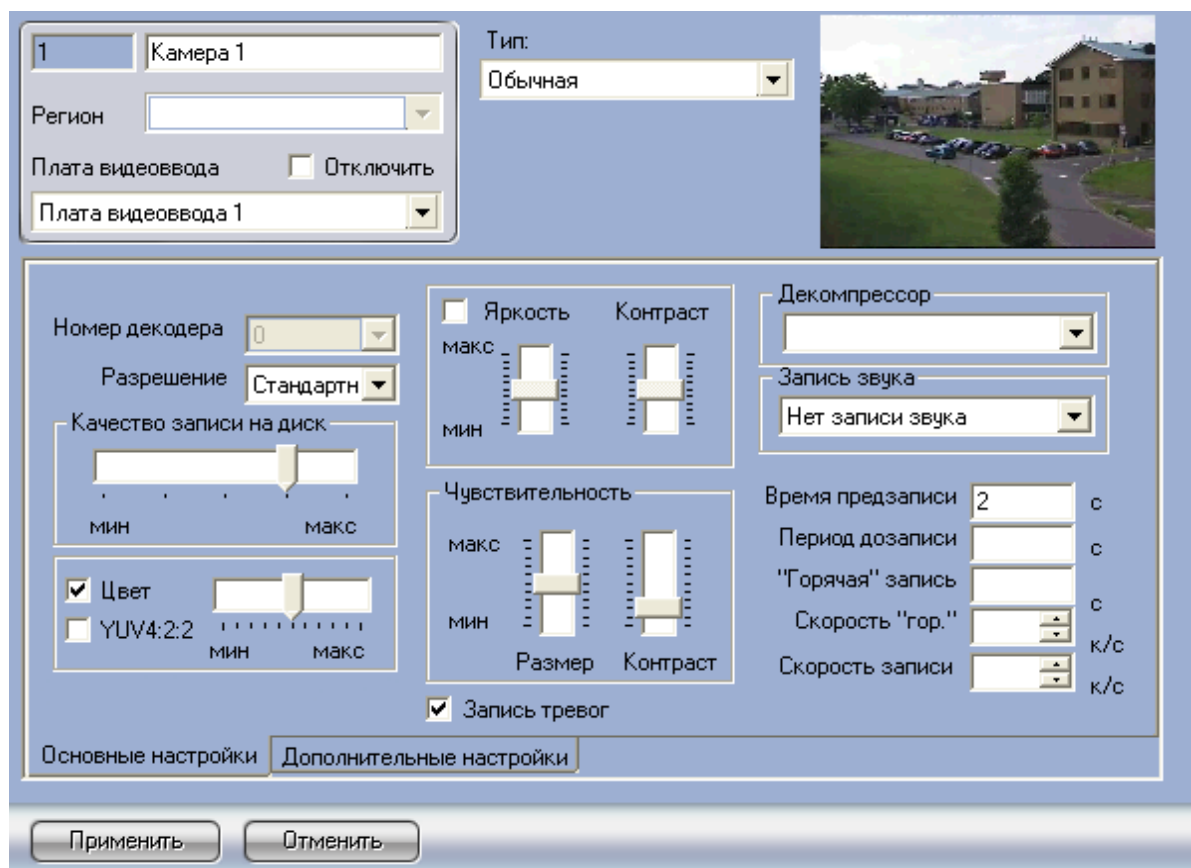 1
Камера 1
Тип:
Обычная
Регион
Плата видеоввода
Отключить
Плата видеоввода 1
Номер декодера
0
Разрешение
Стандартн
Качество записи на диск
мин
макс
Цвет
YUV4:2:2
мин
макс
Яркость
Контраст
макс
мин
Чувствительность
макс
мин
Размер
Контраст
Запись тревог
Декомпрессор
Запись звука
Нет записи звука
Время предзаписи
2
с
Период дозаписи
с
"Горячая" запись
с
Скорость "гор."
к/с
Скорость записи
к/с
Основные настройки
Дополнительные настройки
Применить
Отменить